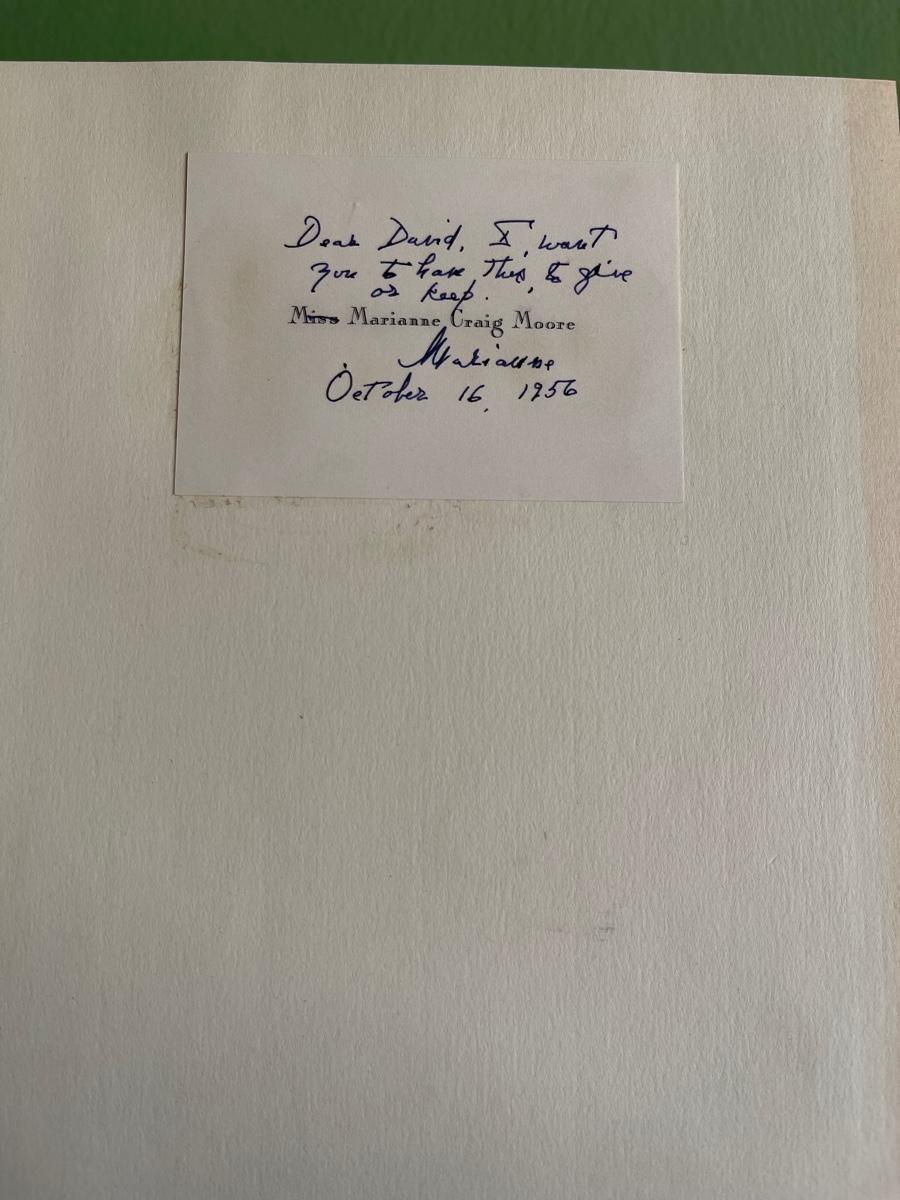 Dear David, I want
you to have this, to give
or keep.
Miss Marianne Craig Moore
Marianne
October 16, 1956